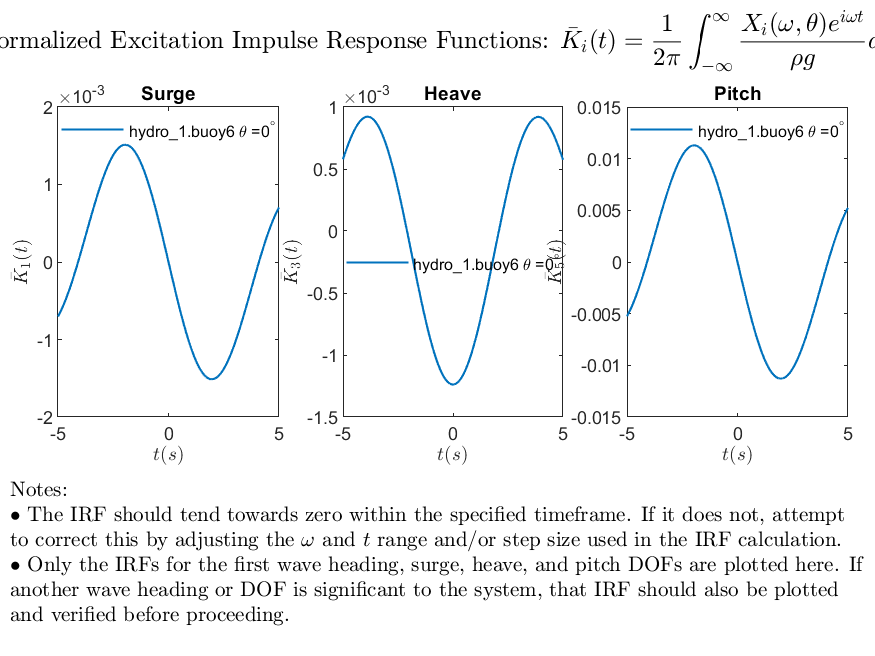 ormalized Excitation Impulse Response Functions: K̄ᵢ(t) = 1/2π ∫_{-∞}^{∞} Xᵢ(ω,θ)e^{iωt}/ρg
Surge
×10⁻³
2
1
0
-1
-2
-5 0 5
t(s)
K̄₁(t)
hydro_1.buoy6 θ =0°
Heave
×10⁻³
1
0.5
0
-0.5
-1
-1.5
-5 0 5
t(s)
K̄₃(t)
hydro_1.buoy6 θ =0°
Pitch
0.015
0.01
0.005
0
-0.005
-0.01
-0.015
-5 0 5
t(s)
K̄₅(t)
hydro_1.buoy6 θ =0°
Notes:
• The IRF should tend towards zero within the specified timeframe. If it does not, attempt
to correct this by adjusting the ω and t range and/or step size used in the IRF calculation.
• Only the IRFs for the first wave heading, surge, heave, and pitch DOFs are plotted here. If
another wave heading or DOF is significant to the system, that IRF should also be plotted
and verified before proceeding.